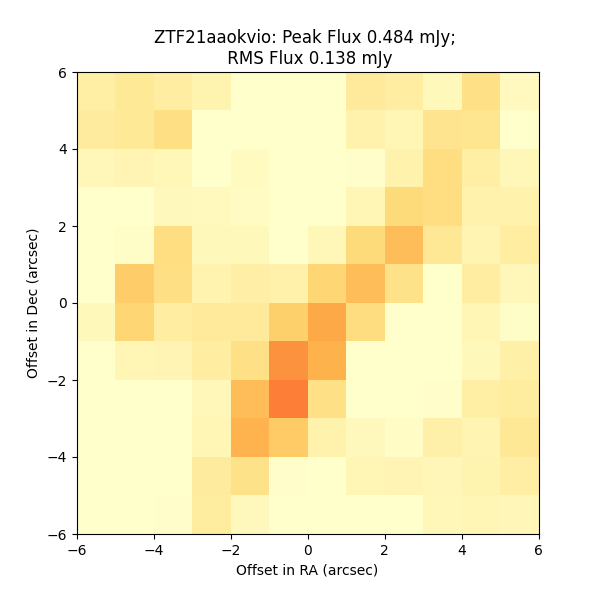 ZTF21aaokvio: Peak Flux 0.484 mJy;
RMS Flux 0.138 mJy
6
4
2
0
−2
−4
−6
Offset in Dec (arcsec)
−6 −4 −2 0 2 4 6
Offset in RA (arcsec)